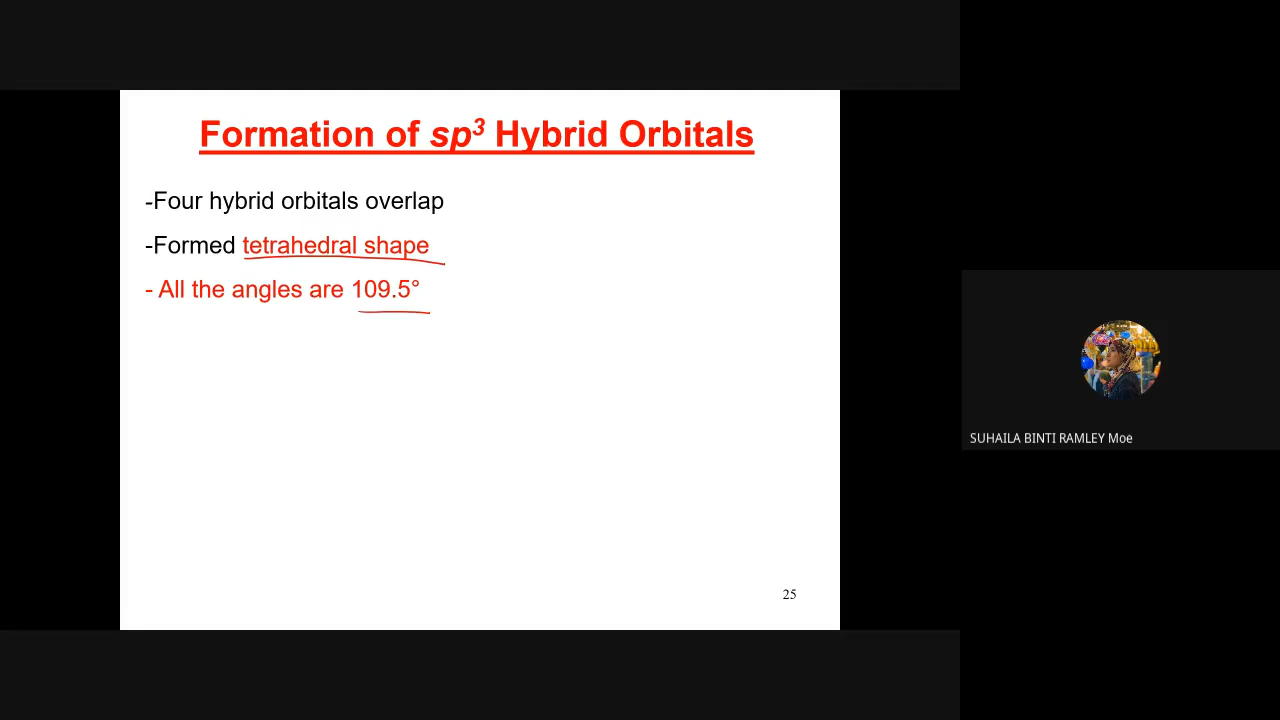 Formation of sp³ Hybrid Orbitals
-Four hybrid orbitals overlap
-Formed tetrahedral shape
- All the angles are 109.5°
SUHAILA BINTI RAMLEY Moe
25